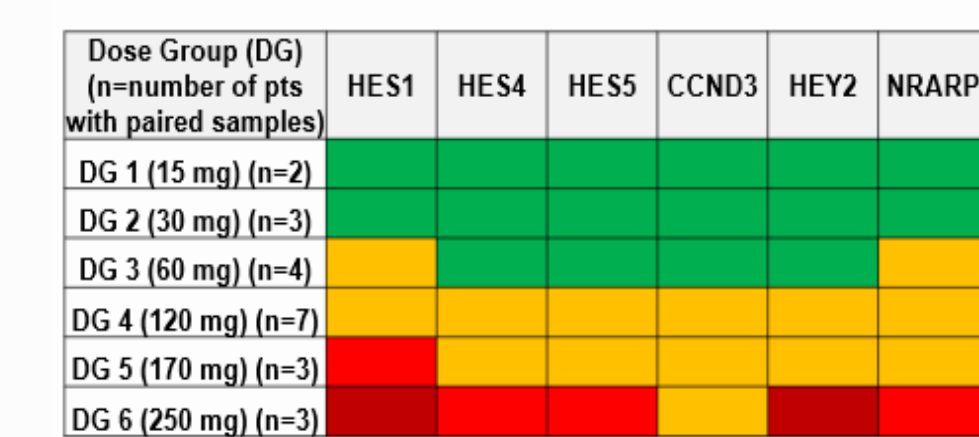 Dose Group (DG)
(n=number of pts
with paired samples)
HES1 HES4 HES5 CCND3 HEY2 NRARP
DG 1 (15 mg) (n=2)
DG 2 (30 mg) (n=3)
DG 3 (60 mg) (n=4)
DG 4 (120 mg) (n=7)
DG 5 (170 mg) (n=3)
DG 6 (250 mg) (n=3)